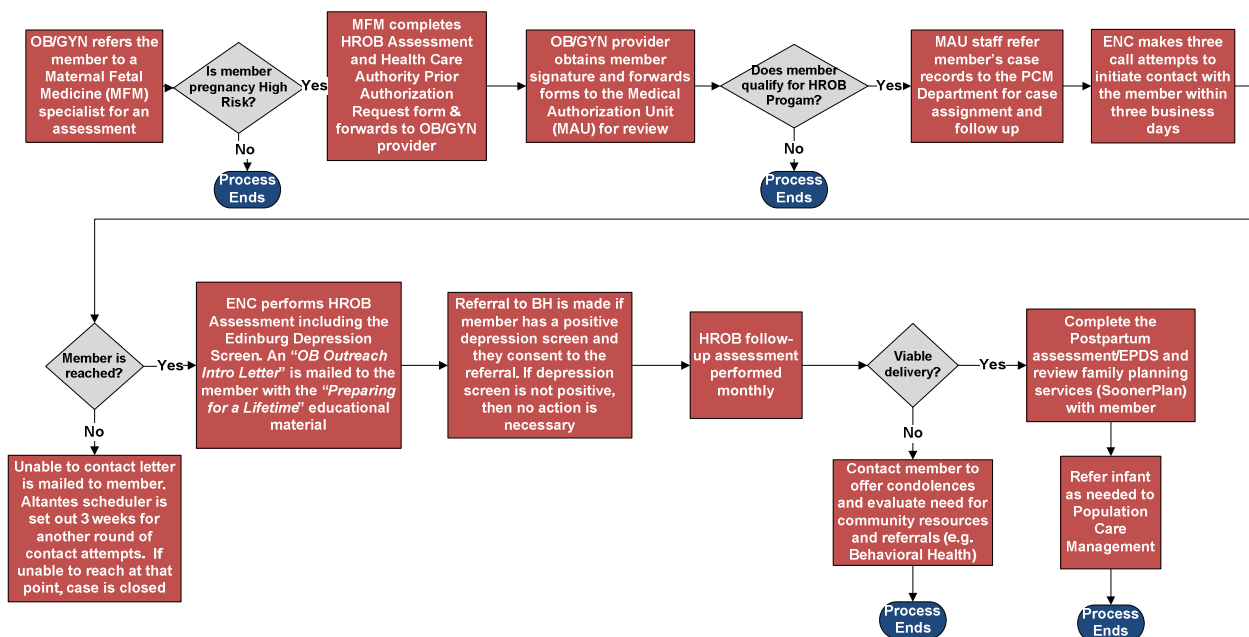 OB/GYN refers the
member to a
Maternal Fetal
Medicine (MFM)
specialist for an
assessment
Is member
pregnancy High
Risk?
Yes
No
Process
Ends
MFM completes
HROB Assessment
and Health Care
Authority Prior
Authorization
Request form &
forwards to OB/GYN
provider
OB/GYN provider
obtains member
signature and forwards
forms to the Medical
Authorization Unit
(MAU) for review
Does member
qualify for HROB
Progam?
Yes
No
Process
Ends
MAU staff refer
member's case
records to the PCM
Department for case
assignment and
follow up
ENC makes three
call attempts to
initiate contact with
the member within
three business
days
Member is
reached?
Yes
No
Unable to contact letter
is mailed to member.
Altantes scheduler is
set out 3 weeks for
another round of
contact attempts. If
unable to reach at that
point, case is closed
ENC performs HROB
Assessment including the
Edinburg Depression
Screen. An “OB Outreach
Intro Letter” is mailed to the
member with the “Preparing
for a Lifetime” educational
material
Referral to BH is made if
member has a positive
depression screen and
they consent to the
referral. If depression
screen is not positive,
then no action is
necessary
HROB follow-
up assessment
performed
monthly
Viable
delivery?
Yes
No
Contact member to
offer condolences
and evaluate need for
community resources
and referrals (e.g.
Behavioral Health)
Process
Ends
Complete the
Postpartum
assessment/EPDS and
review family planning
services (SoonerPlan)
with member
Refer infant
as needed to
Population Care
Management
Process
Ends